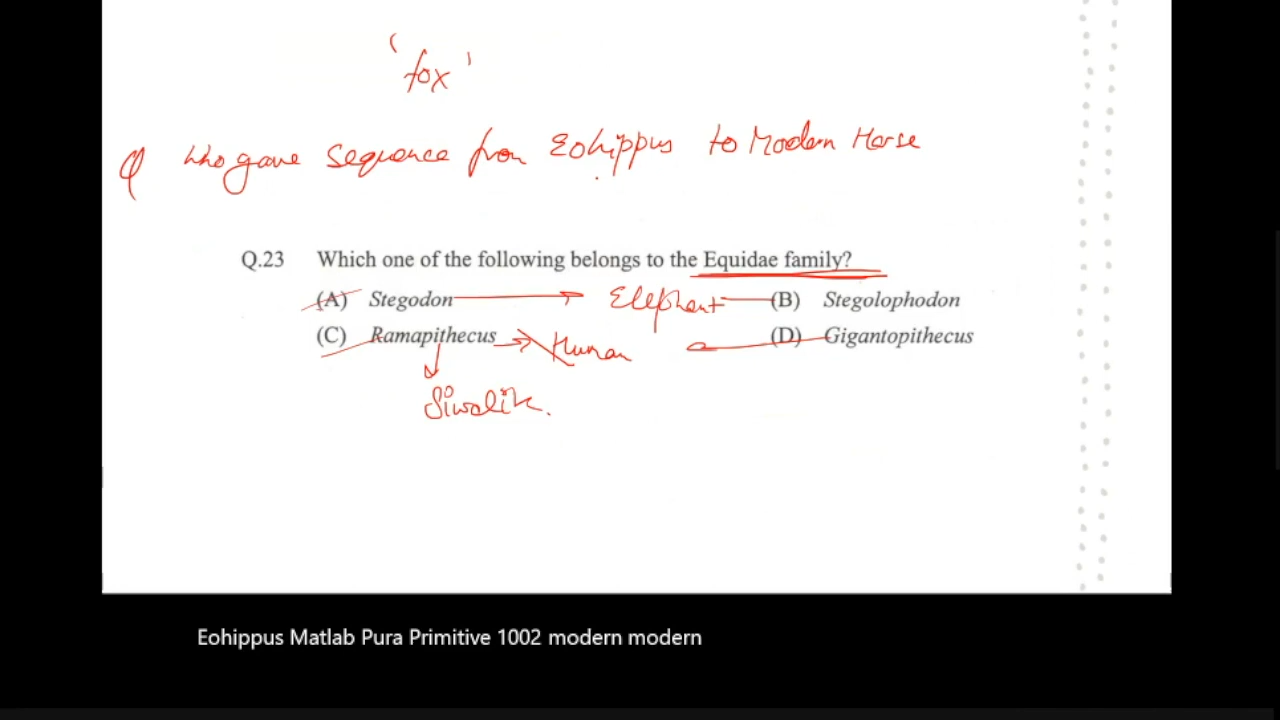 'fox'
Q Who gave Sequence from Eohippus to Modern Horse
Q.23 Which one of the following belongs to the Equidae family?
(A) Stegodon Elephant (B) Stegolophodon
(C) Ramapithecus Human (D) Gigantopithecus
Siwalik.
Eohippus Matlab Pura Primitive 1002 modern modern